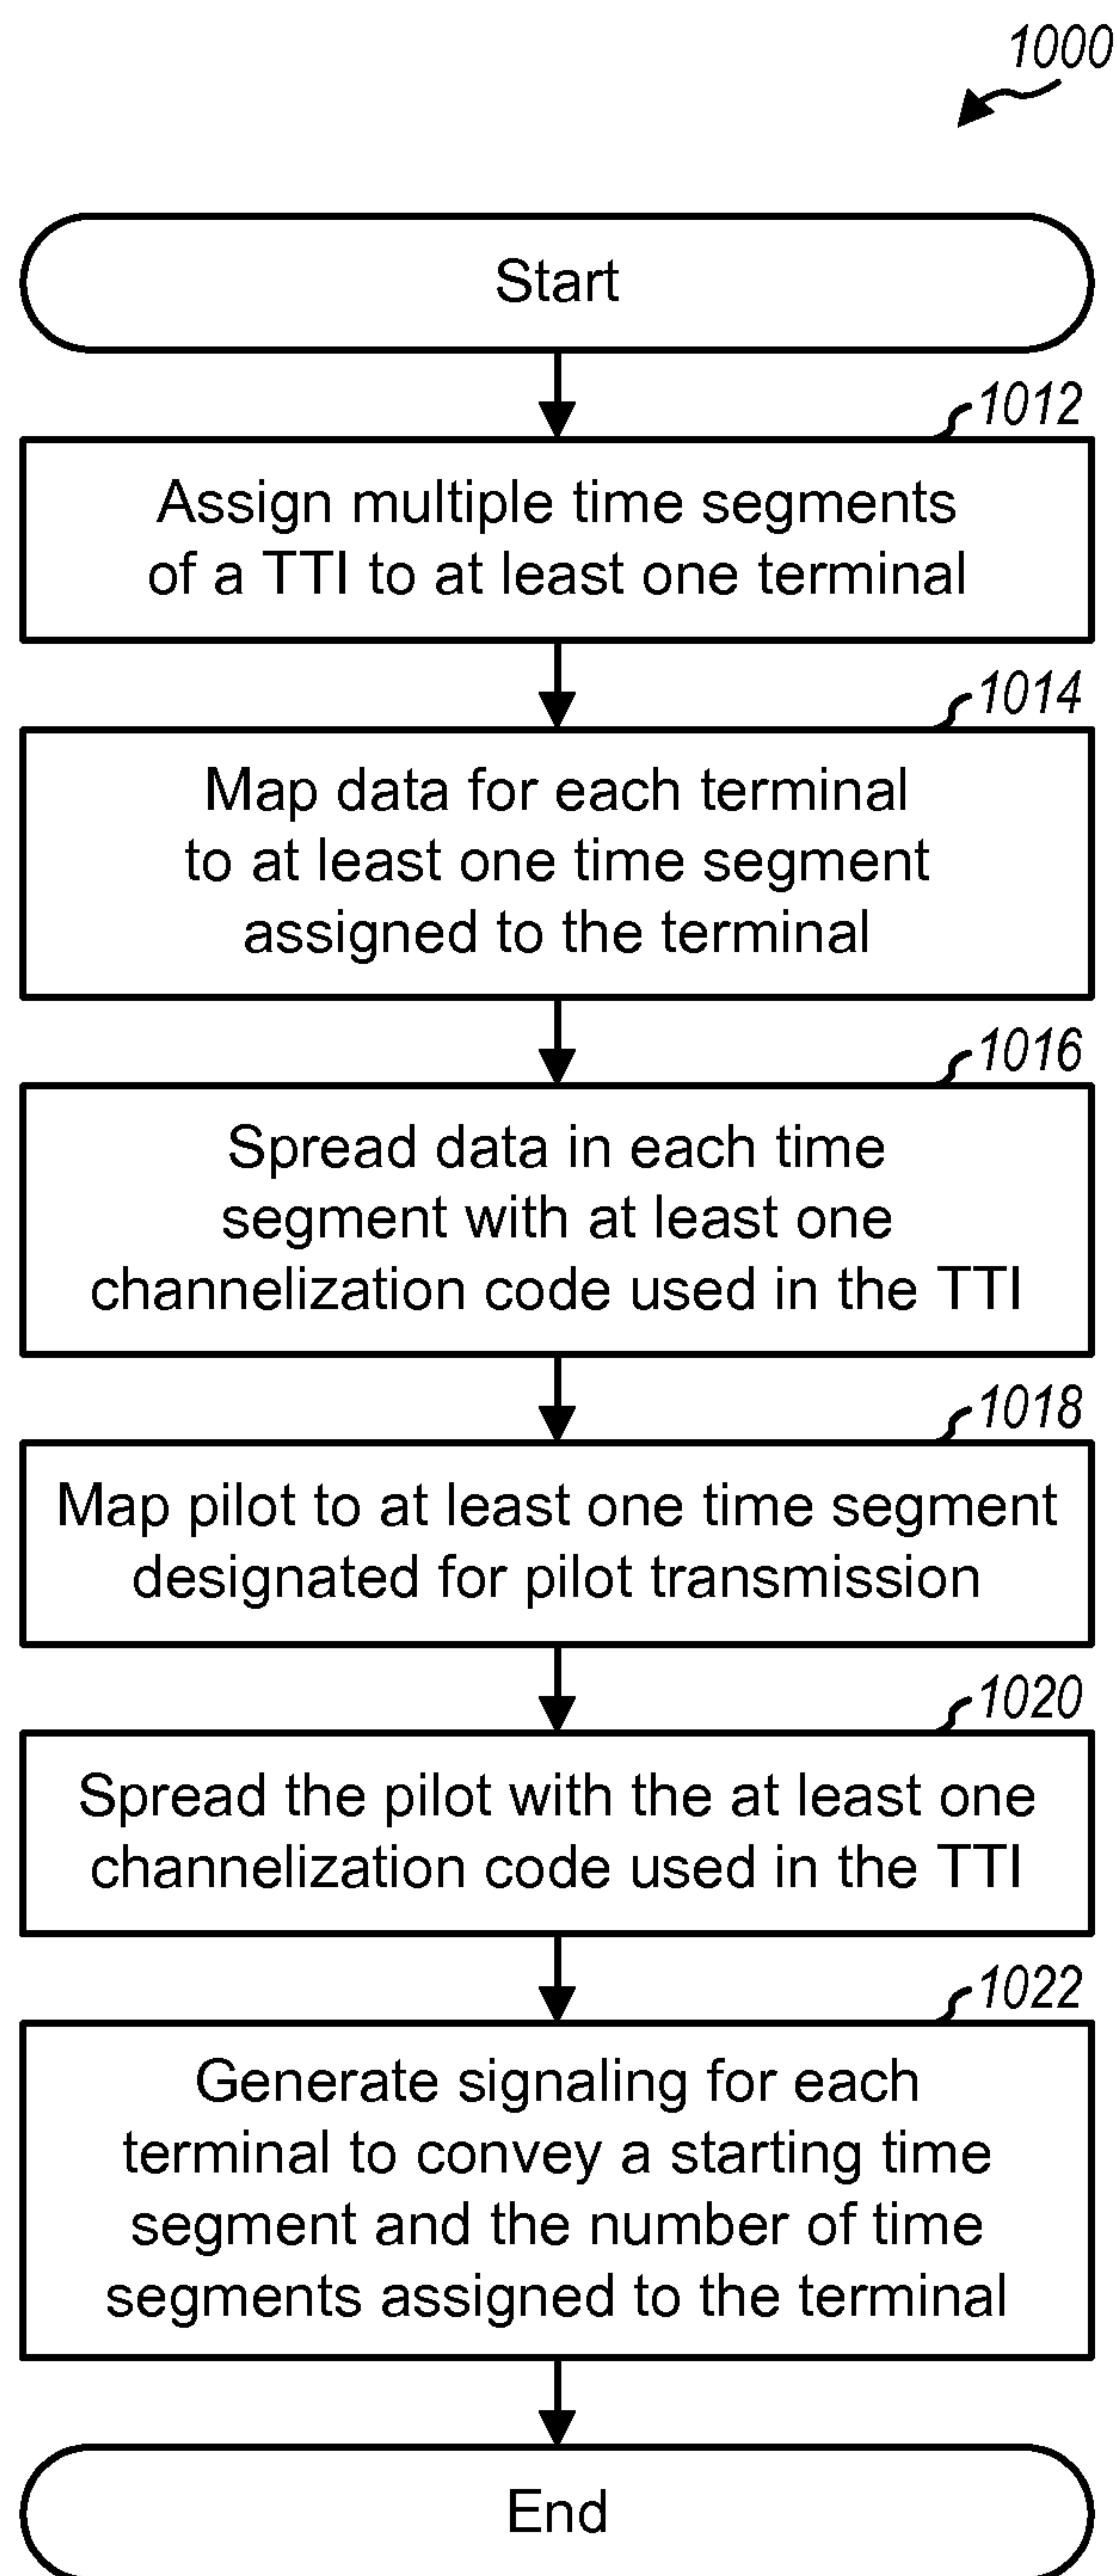 1000
Start
1012
Assign multiple time segments
of a TTI to at least one terminal
1014
Map data for each terminal
to at least one time segment
assigned to the terminal
1016
Spread data in each time
segment with at least one
channelization code used in the TTI
1018
Map pilot to at least one time segment
designated for pilot transmission
1020
Spread the pilot with the at least one
channelization code used in the TTI
1022
Generate signaling for each
terminal to convey a starting time
segment and the number of time
segments assigned to the terminal
End